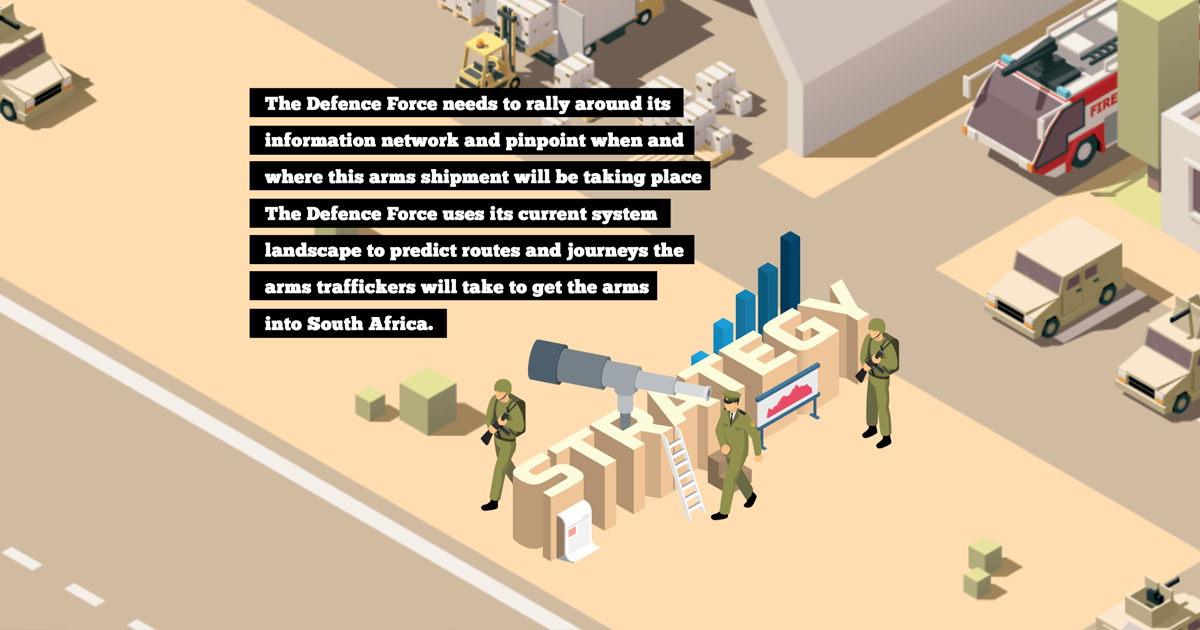 The Defence Force needs to rally around its
information network and pinpoint when and
where this arms shipment will be taking place
The Defence Force uses its current system
landscape to predict routes and journeys the
arms traffickers will take to get the arms
into South Africa.
STRATEGY
FIRE